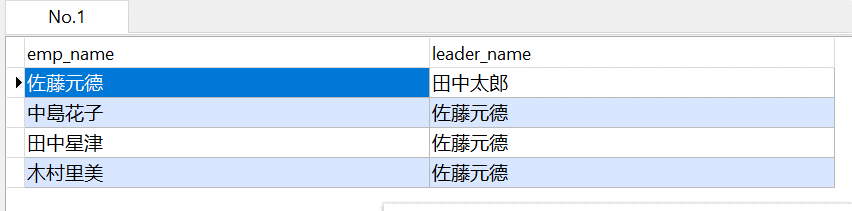 No.1
emp_name leader_name
佐藤元德 田中太郎
中島花子 佐藤元德
田中星津 佐藤元德
木村里美 佐藤元德